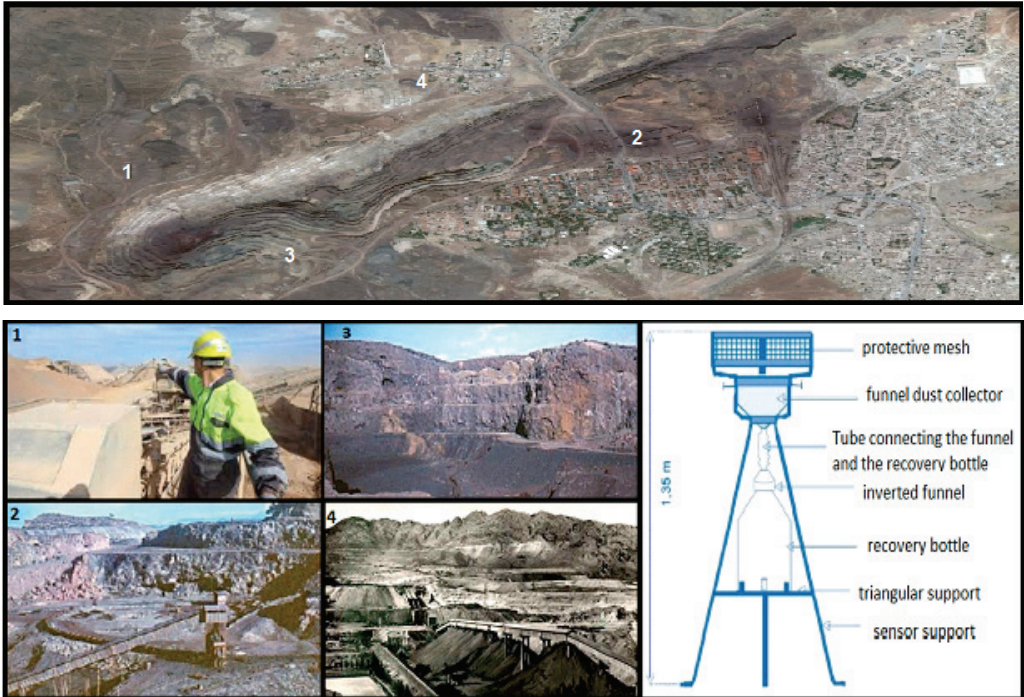 4
2
1
3
1
3
2
4
1,35 m
protective mesh
funnel dust collector
Tube connecting the funnel
and the recovery bottle
inverted funnel
recovery bottle
triangular support
sensor support